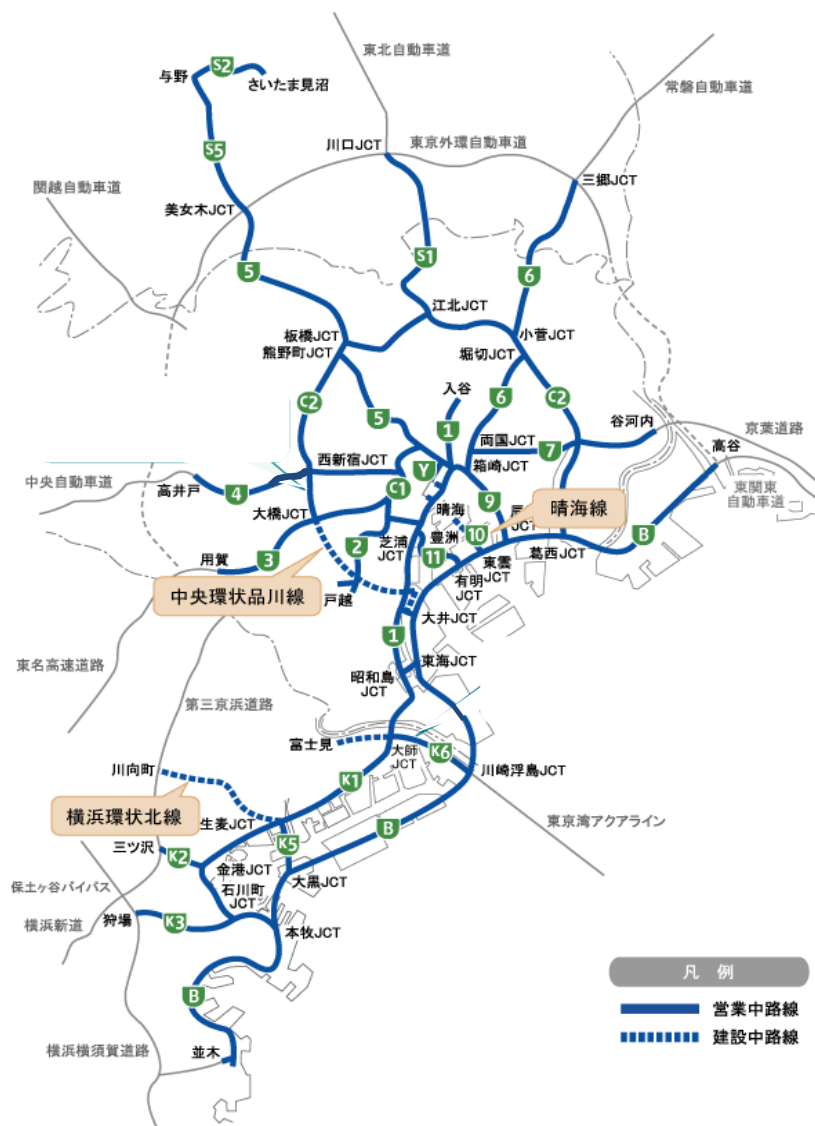 東北自動車道
S2
与野
さいたま見沼
常磐自動車道
川口JCT
東京外環自動車道
S5
三郷JCT
関越自動車道
美女木JCT
S1
5
6
江北JCT
板橋JCT
小菅JCT
熊野町JCT
堀切JCT
入谷
C2
6
C2
5
谷河内
1
京葉道路
両国JCT
7
高谷
西新宿JCT
箱崎JCT
Y
中央自動車道
東関東
自動車道
高井戸
4
C1
9
晴海線
大橋JCT
晴海
JCT
芝浦
JCT
豊洲
10
B
2
11
東雲
JCT
葛西JCT
用賀
3
有明
JCT
中央環状品川線
戸越
大井JCT
1
東名高速道路
東海JCT
昭和島
JCT
第三京浜道路
富士見
大師
JCT
K6
川崎浮島JCT
川向町
K1
横浜環状北線
生麦JCT
B
東京湾アクアライン
三ツ沢
K2
K5
金港JCT
大黒JCT
保土ヶ谷バイパス
石川町
JCT
狩場
K3
横浜新道
本牧JCT
凡 例
B
営業中路線
建設中路線
横浜横須賀道路
並木